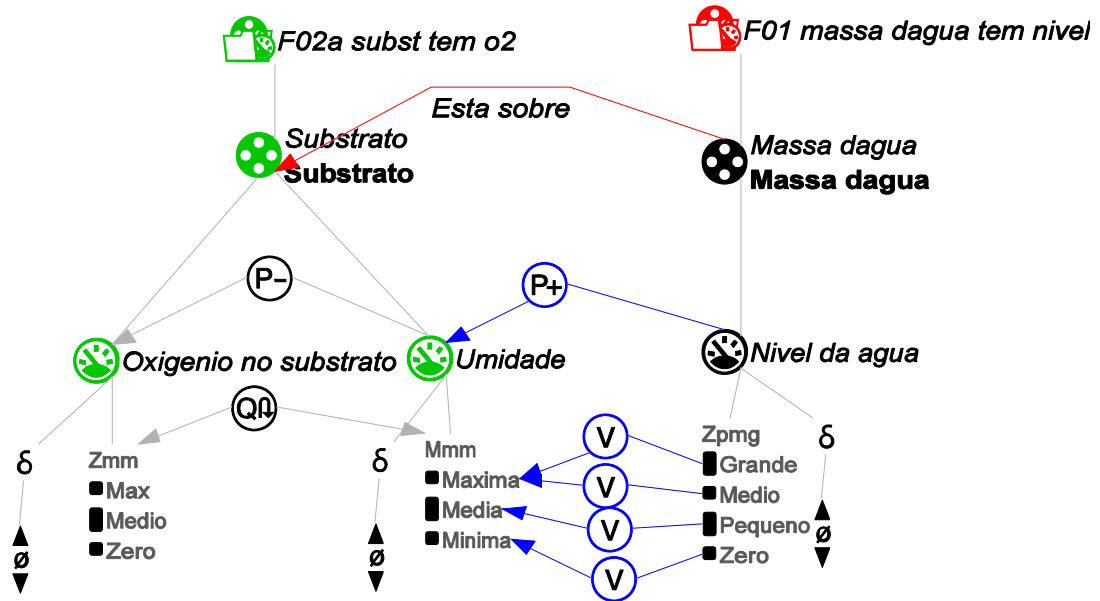 F02a subst tem o2
F01 massa dagua tem nivel
Esta sobre
Substrato
Substrato
Massa dagua
Massa dagua
P-
P+
Oxigenio no substrato
Umidade
Nivel da agua
Q
δ
Zmm
Max
Medio
Zero
ø
δ
Mmm
Maxima
Media
Minima
ø
V
V
V
V
Zpmg
Grande
Medio
Pequeno
Zero
δ
ø